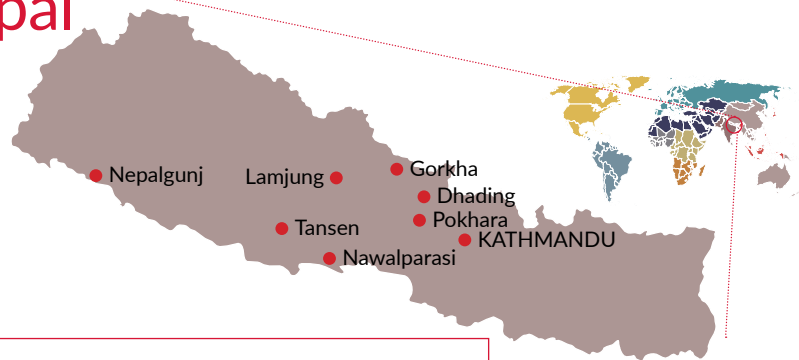 pal
Nepalgunj
Lamjung
Gorkha
Dhading
Pokhara
Tansen
KATHMANDU
Nawalparasi